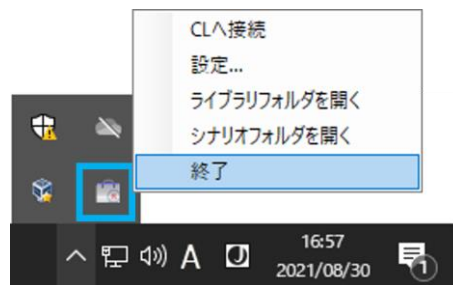 CLへ接続
設定...
ライブラリフォルダを開く
シナリオフォルダを開く
終了
A
J
16:57
2021/08/30
1